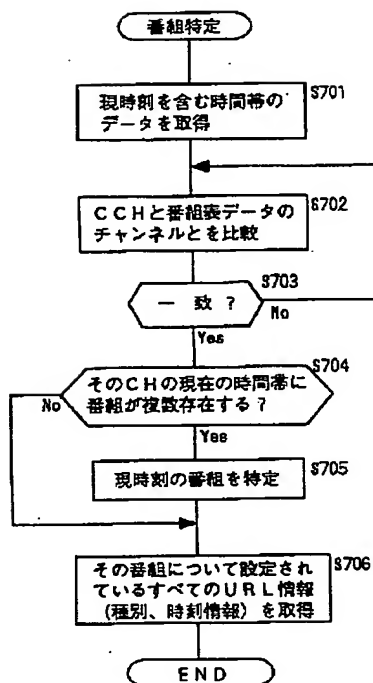 番組特定
現時刻を含む時間帯の
データを取得
S701
CCHと番組表データの
チャンネルとを比較
S702
一致?
S703
No
Yes
そのCHの現在の時間帯に
番組が複数存在する?
S704
No
Yes
現時刻の番組を特定
S705
その番組について設定され
ているすべてのURL情報
(種別、時刻情報)を取得
S706
END